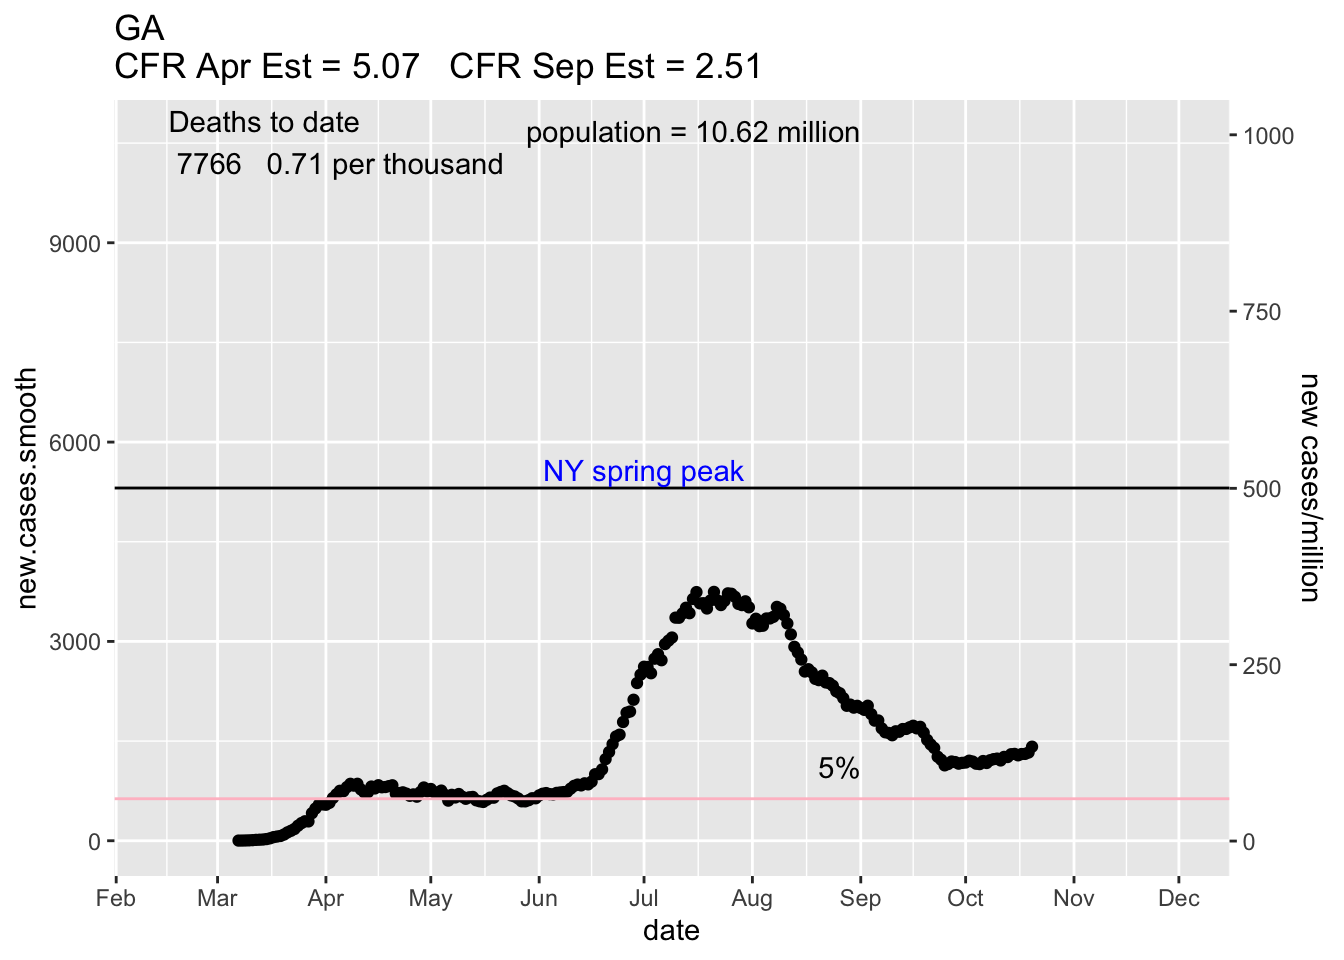 GA
CFR Apr Est = 5.07   CFR Sep Est = 2.51
Deaths to date
7766   0.71 per thousand
population = 10.62 million
1000
9000
750
6000
NY spring peak
500
new.cases.smooth
new cases/million
3000
250
5%
0
0
Feb Mar Apr May Jun Jul Aug Sep Oct Nov Dec
date